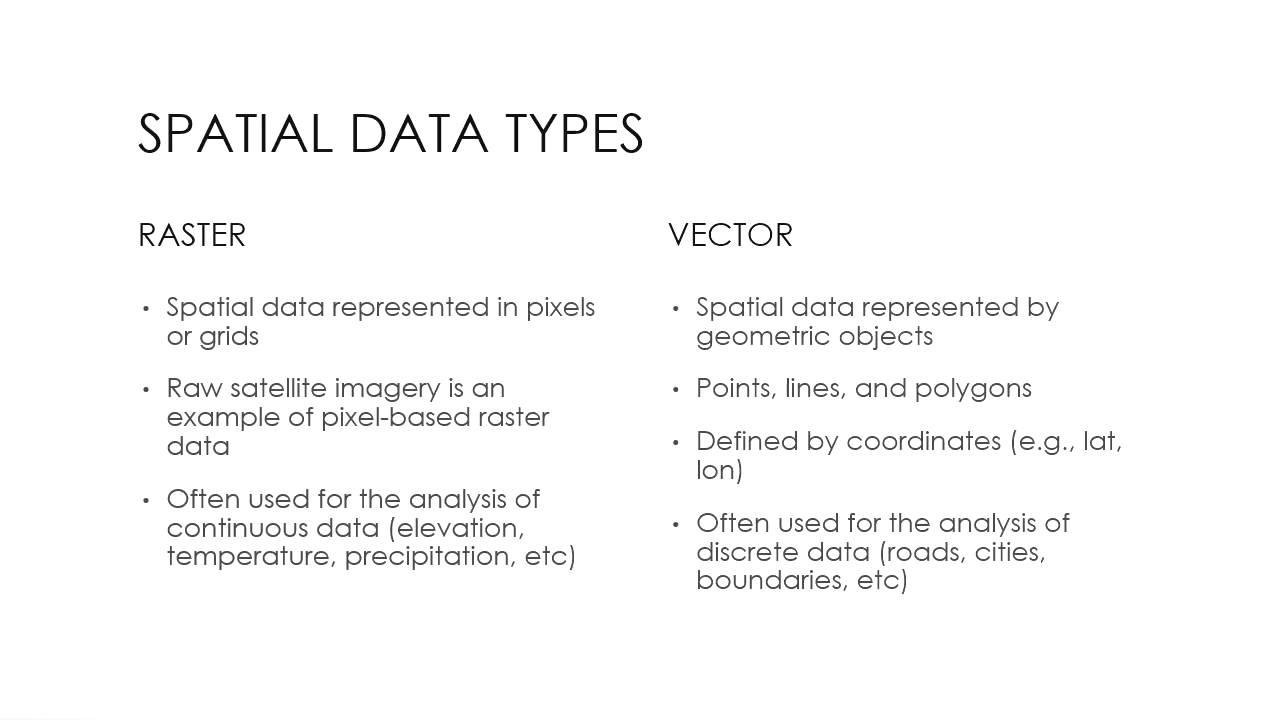 SPATIAL DATA TYPES
RASTER
• Spatial data represented in pixels
or grids
• Raw satellite imagery is an
example of pixel-based raster
data
• Often used for the analysis of
continuous data (elevation,
temperature, precipitation, etc)
VECTOR
• Spatial data represented by
geometric objects
• Points, lines, and polygons
• Defined by coordinates (e.g., lat,
lon)
• Often used for the analysis of
discrete data (roads, cities,
boundaries, etc)